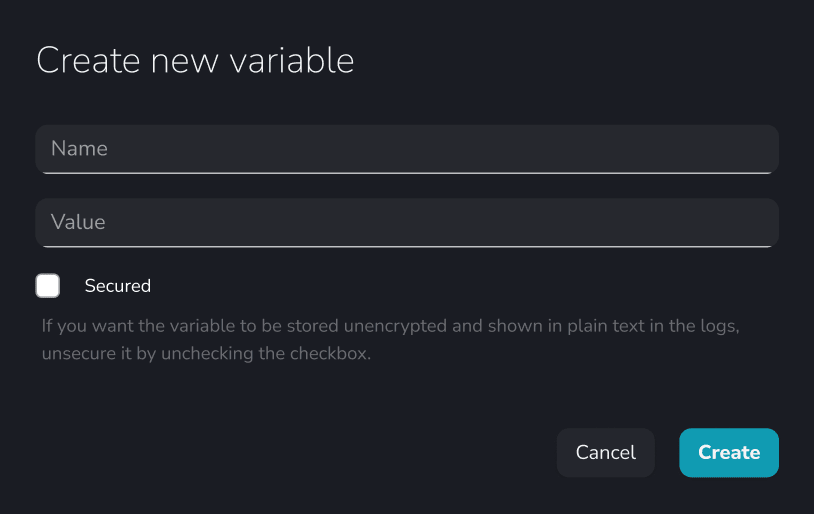 Create new variable
Name
Value
Secured
If you want the variable to be stored unencrypted and shown in plain text in the logs,
unsecure it by unchecking the checkbox.
Cancel
Create